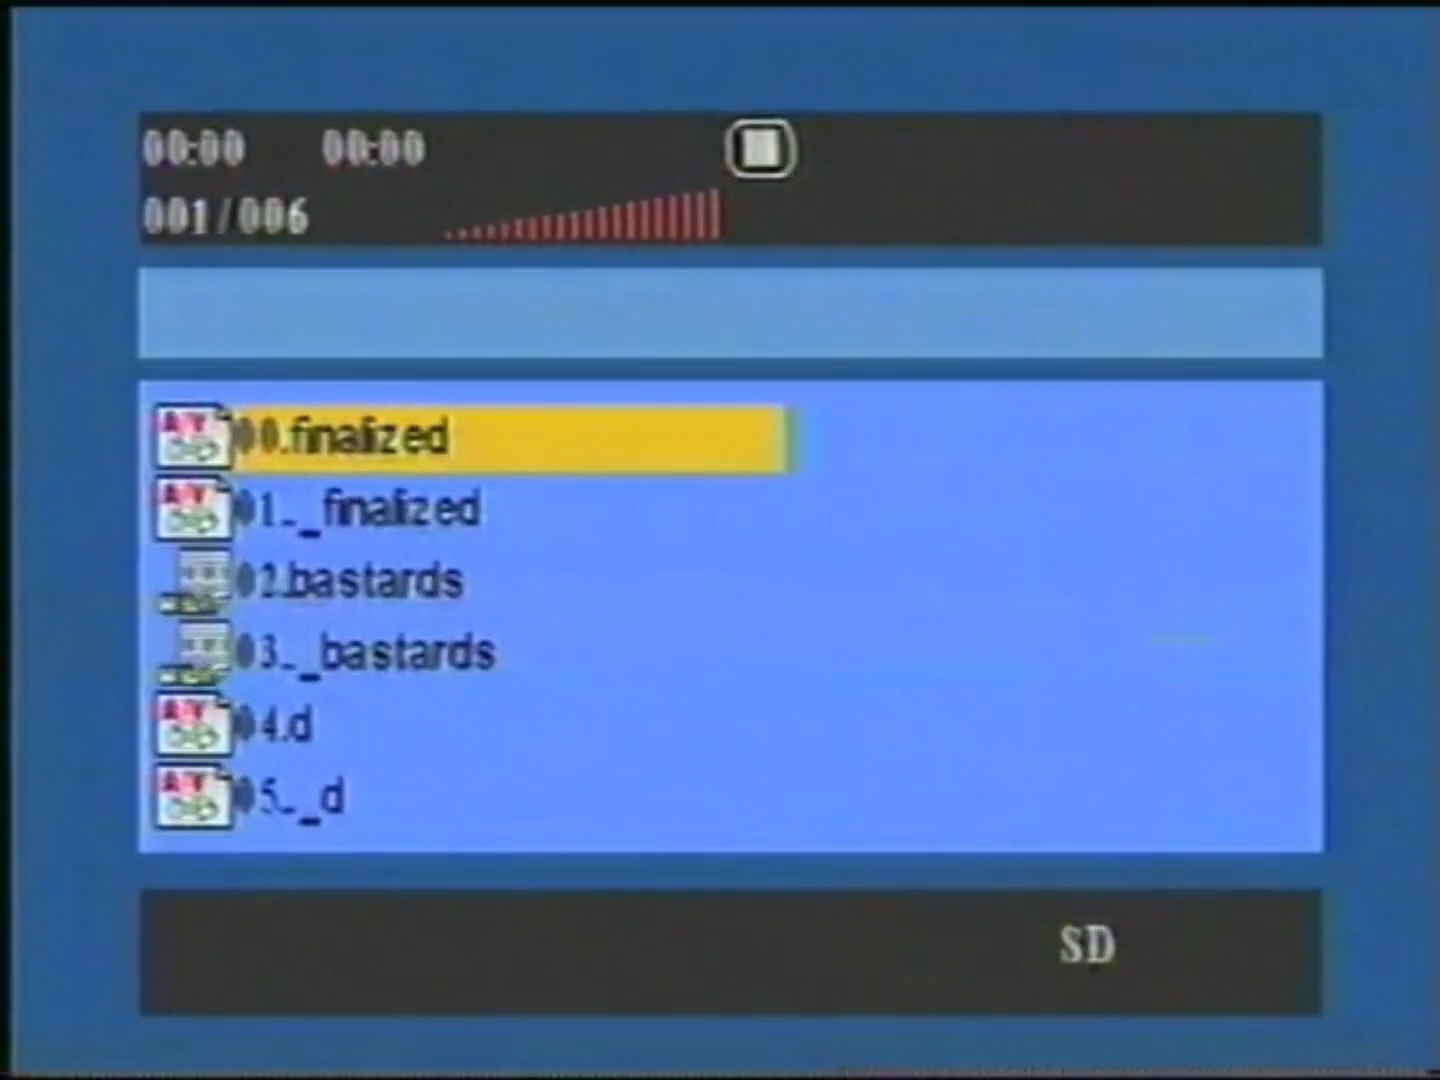 00:00 00:00
001/006
00.finalized
01._finalized
02.bastards
03._bastards
04.d
05._d
SD